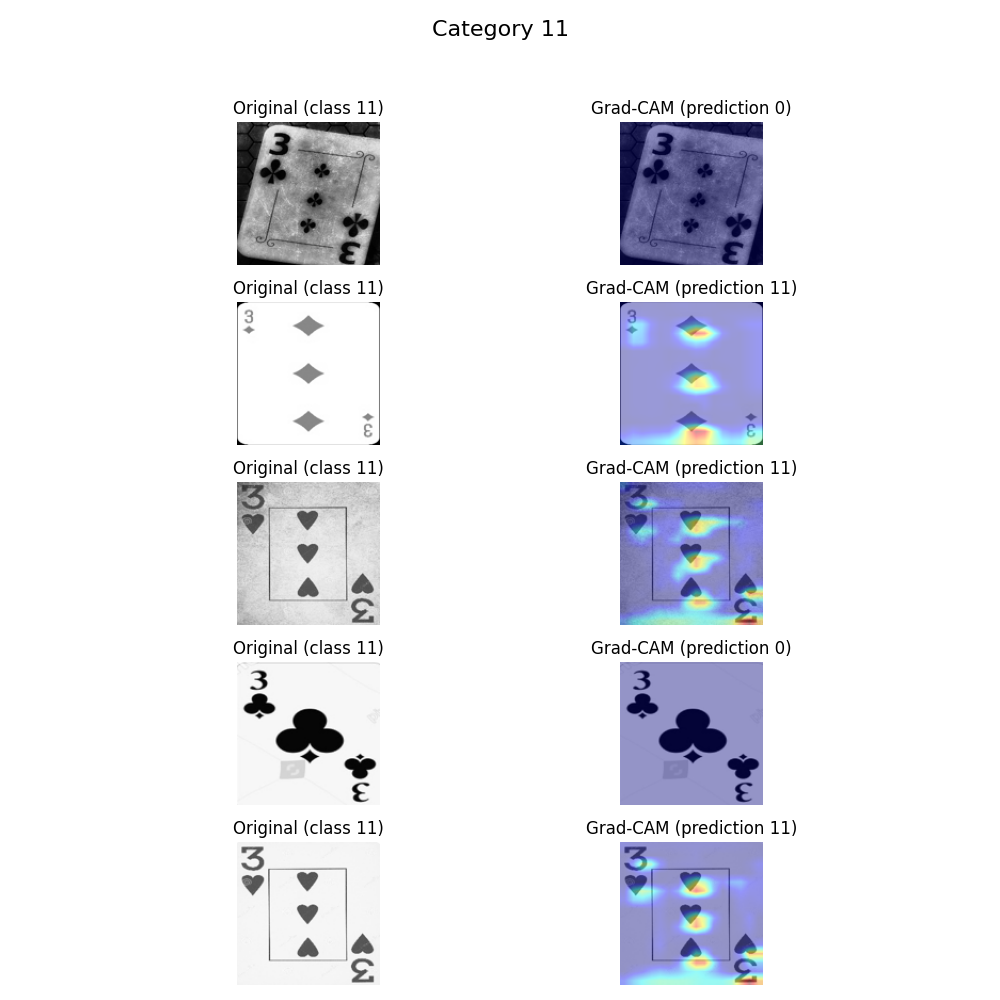 Category 11
Original (class 11)
Grad-CAM (prediction 0)
3
3
3
3
Original (class 11)
Grad-CAM (prediction 11)
3
3
3
3
Original (class 11)
Grad-CAM (prediction 11)
3
3
3
3
Original (class 11)
Grad-CAM (prediction 0)
3
3
3
3
Original (class 11)
Grad-CAM (prediction 11)
3
3
3
3